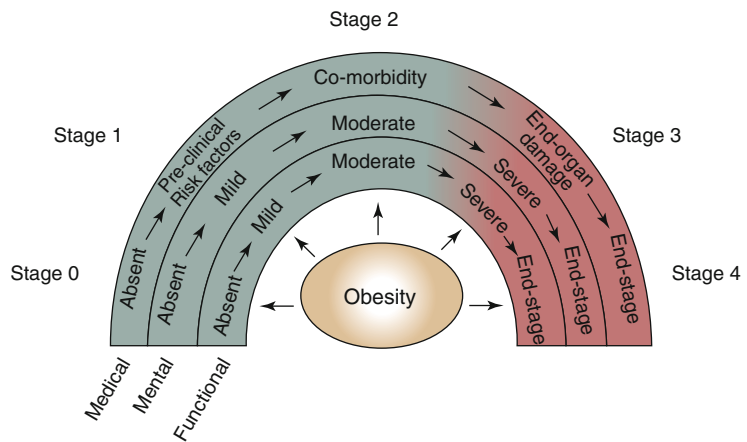 Stage 2
Stage 1
Stage 3
Stage 0
Stage 4
Absent
Pre-clinical
Risk factors
Co-morbidity
End-organ
damage
End-stage
Absent
Mild
Moderate
Severe
End-stage
Absent
Mild
Moderate
Severe
End-stage
Obesity
Medical
Mental
Functional